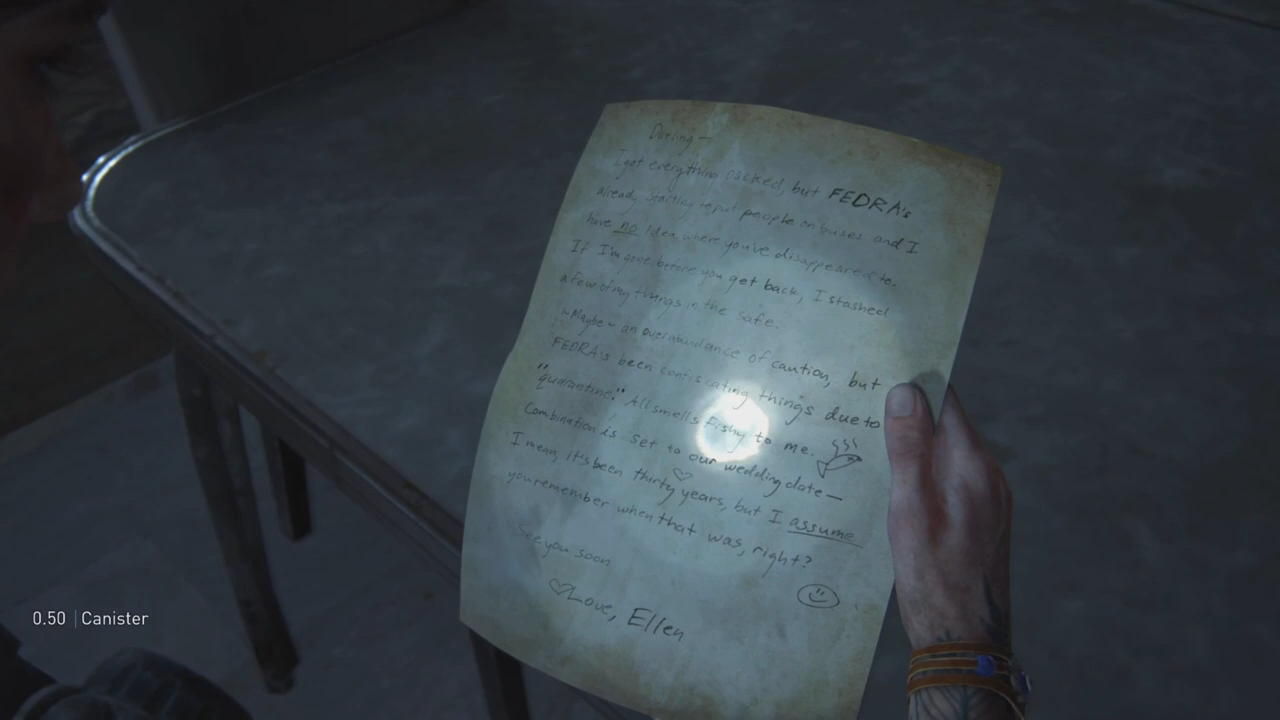 Darling—
I got everything packed, but FEDRA's
already starting to put people on buses and I
have no idea where you've disappeared to.
If I'm gone before you get back, I stashed
a few of my things in the safe.
~Maybe~ an overabundance of caution, but
FEDRA's been confiscating things due to
"quarantine." All smells fishy to me.
Combination is set to our wedding date—
I mean, it's been thirty years, but I assume
you remember when that was, right?
See you soon
Love, Ellen
0.50 | Canister